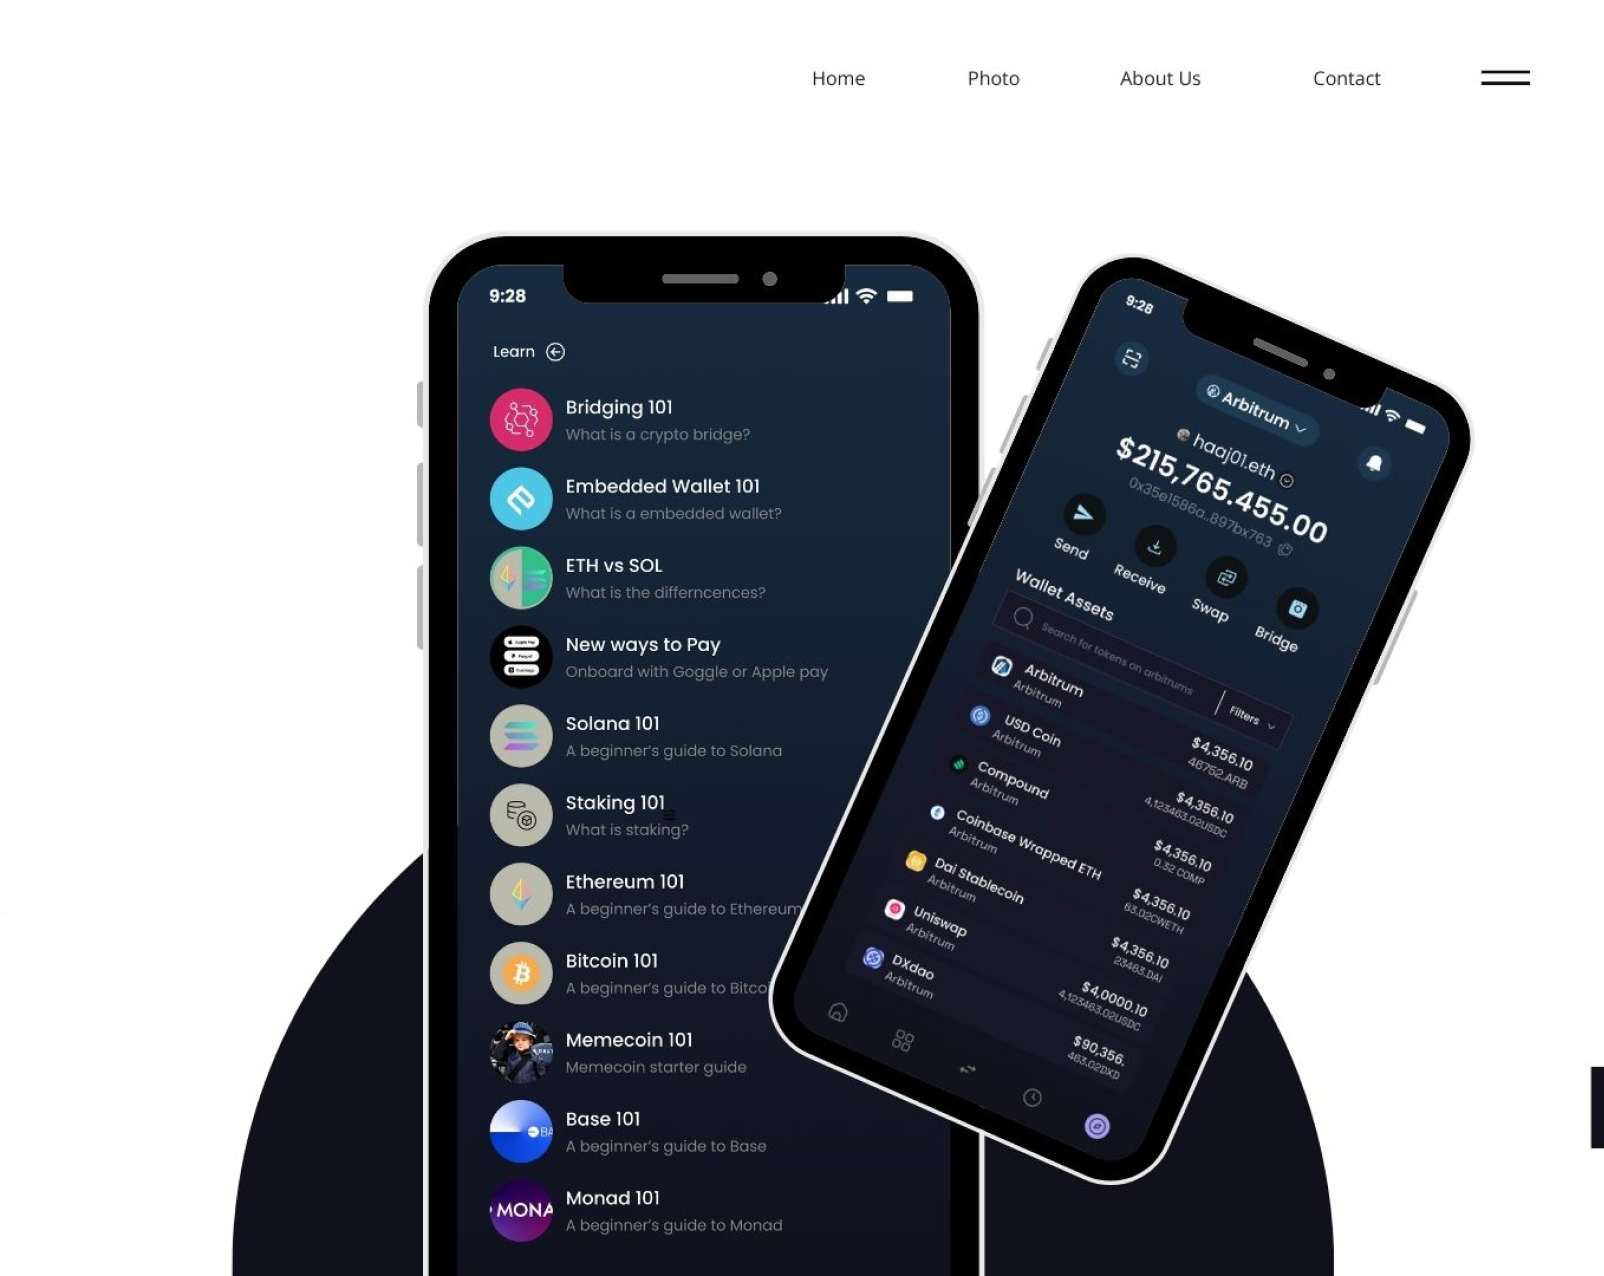 Home Photo About Us Contact
9:28
Learn
Bridging 101
What is a crypto bridge?
Embedded Wallet 101
What is a embedded wallet?
ETH vs SOL
What is the differncences?
Apple Pay
Paypal
Coinbase
New ways to Pay
Onboard with Goggle or Apple pay
Solana 101
A beginner's guide to Solana
Staking 101
What is staking?
Ethereum 101
A beginner's guide to Ethereum
Bitcoin 101
A beginner's guide to Bitcoi
Memecoin 101
Memecoin starter guide
BA
Base 101
A beginner's guide to Base
MONA
Monad 101
A beginner's guide to Monad
9:28
Arbitrum
haaj01.eth
$215,765.455.00
0x35e1586a..897bx763
Send Receive Swap Bridge
Wallet Assets
Search for tokens on arbitrums Filters
Arbitrum $4,356.10
Arbitrum 46752.ARB
USD Coin $4,356.10
Arbitrum 4,123463.02USDC
Compound $4,356.10
Arbitrum 0.32 COMP
Coinbase Wrapped ETH $4,356.10
Arbitrum 63.02CWETH
Dai Stablecoin $4,356.10
Arbitrum 23463.DAI
Uniswap $4,0000.10
Arbitrum 4,123463.02USDC
DXdao $90,356.
Arbitrum 463.02DXD